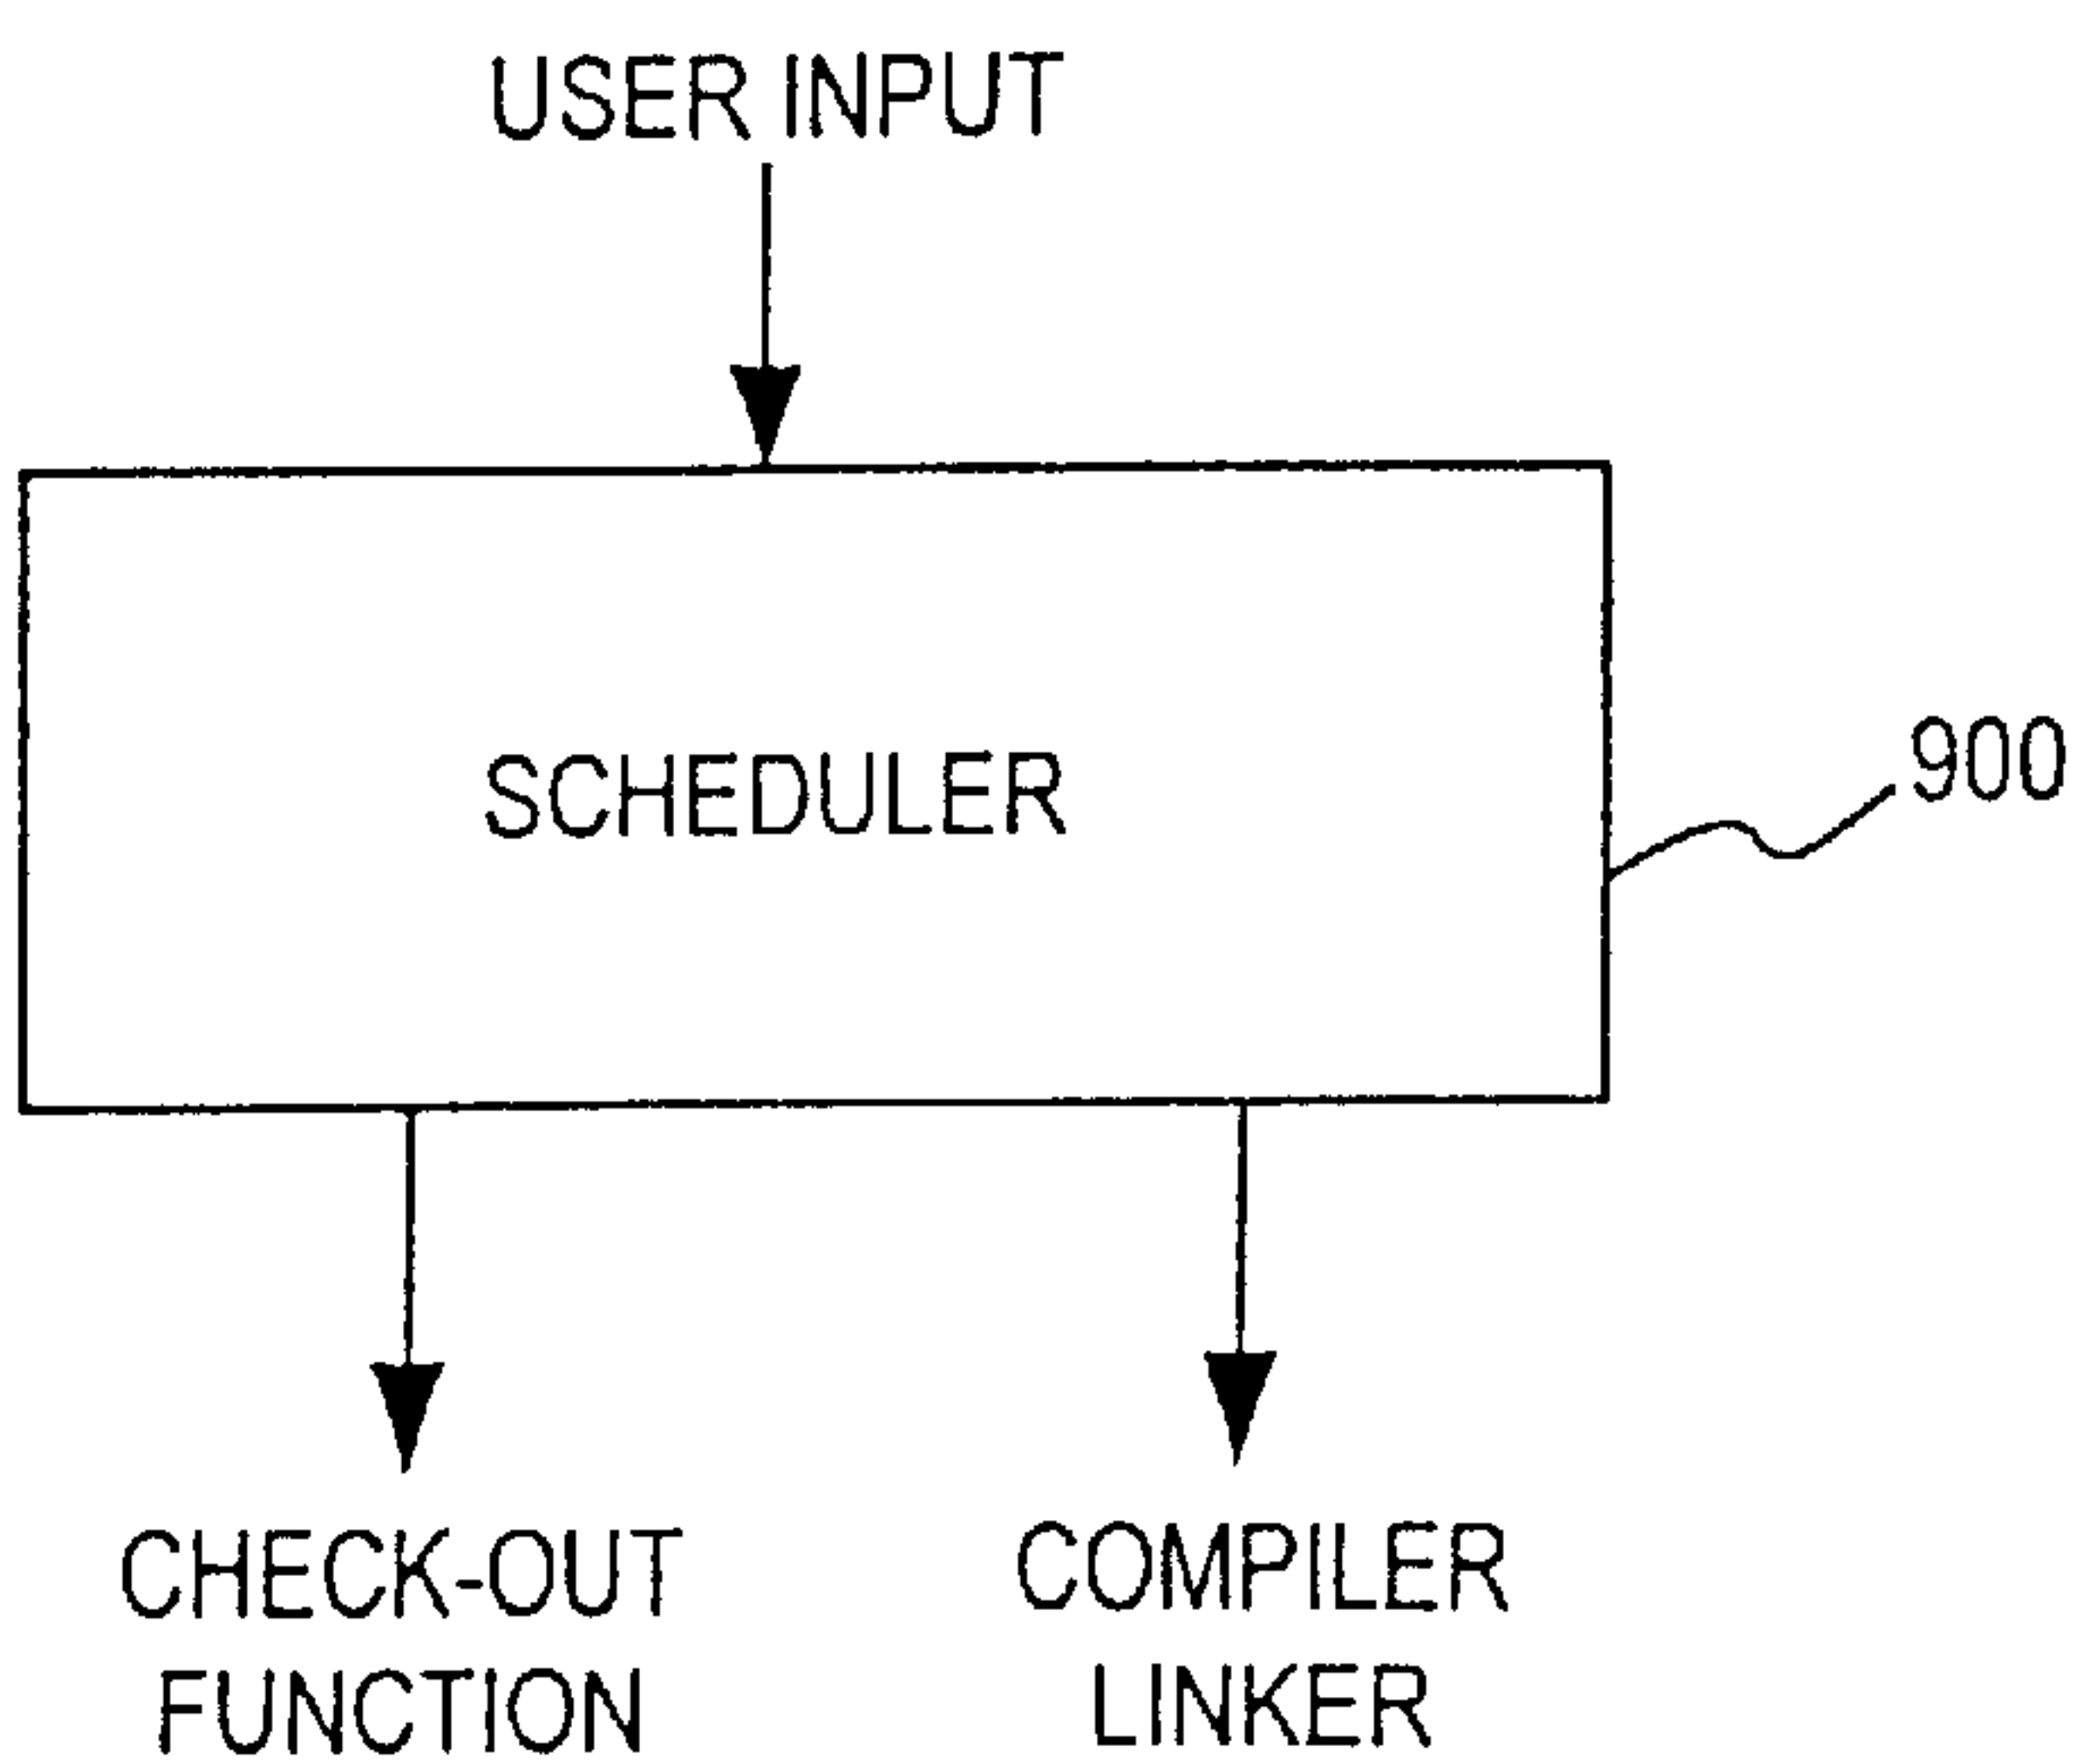 USER INPUT
SCHEDULER
900
CHECK-OUT
FUNCTION
COMPILER
LINKER